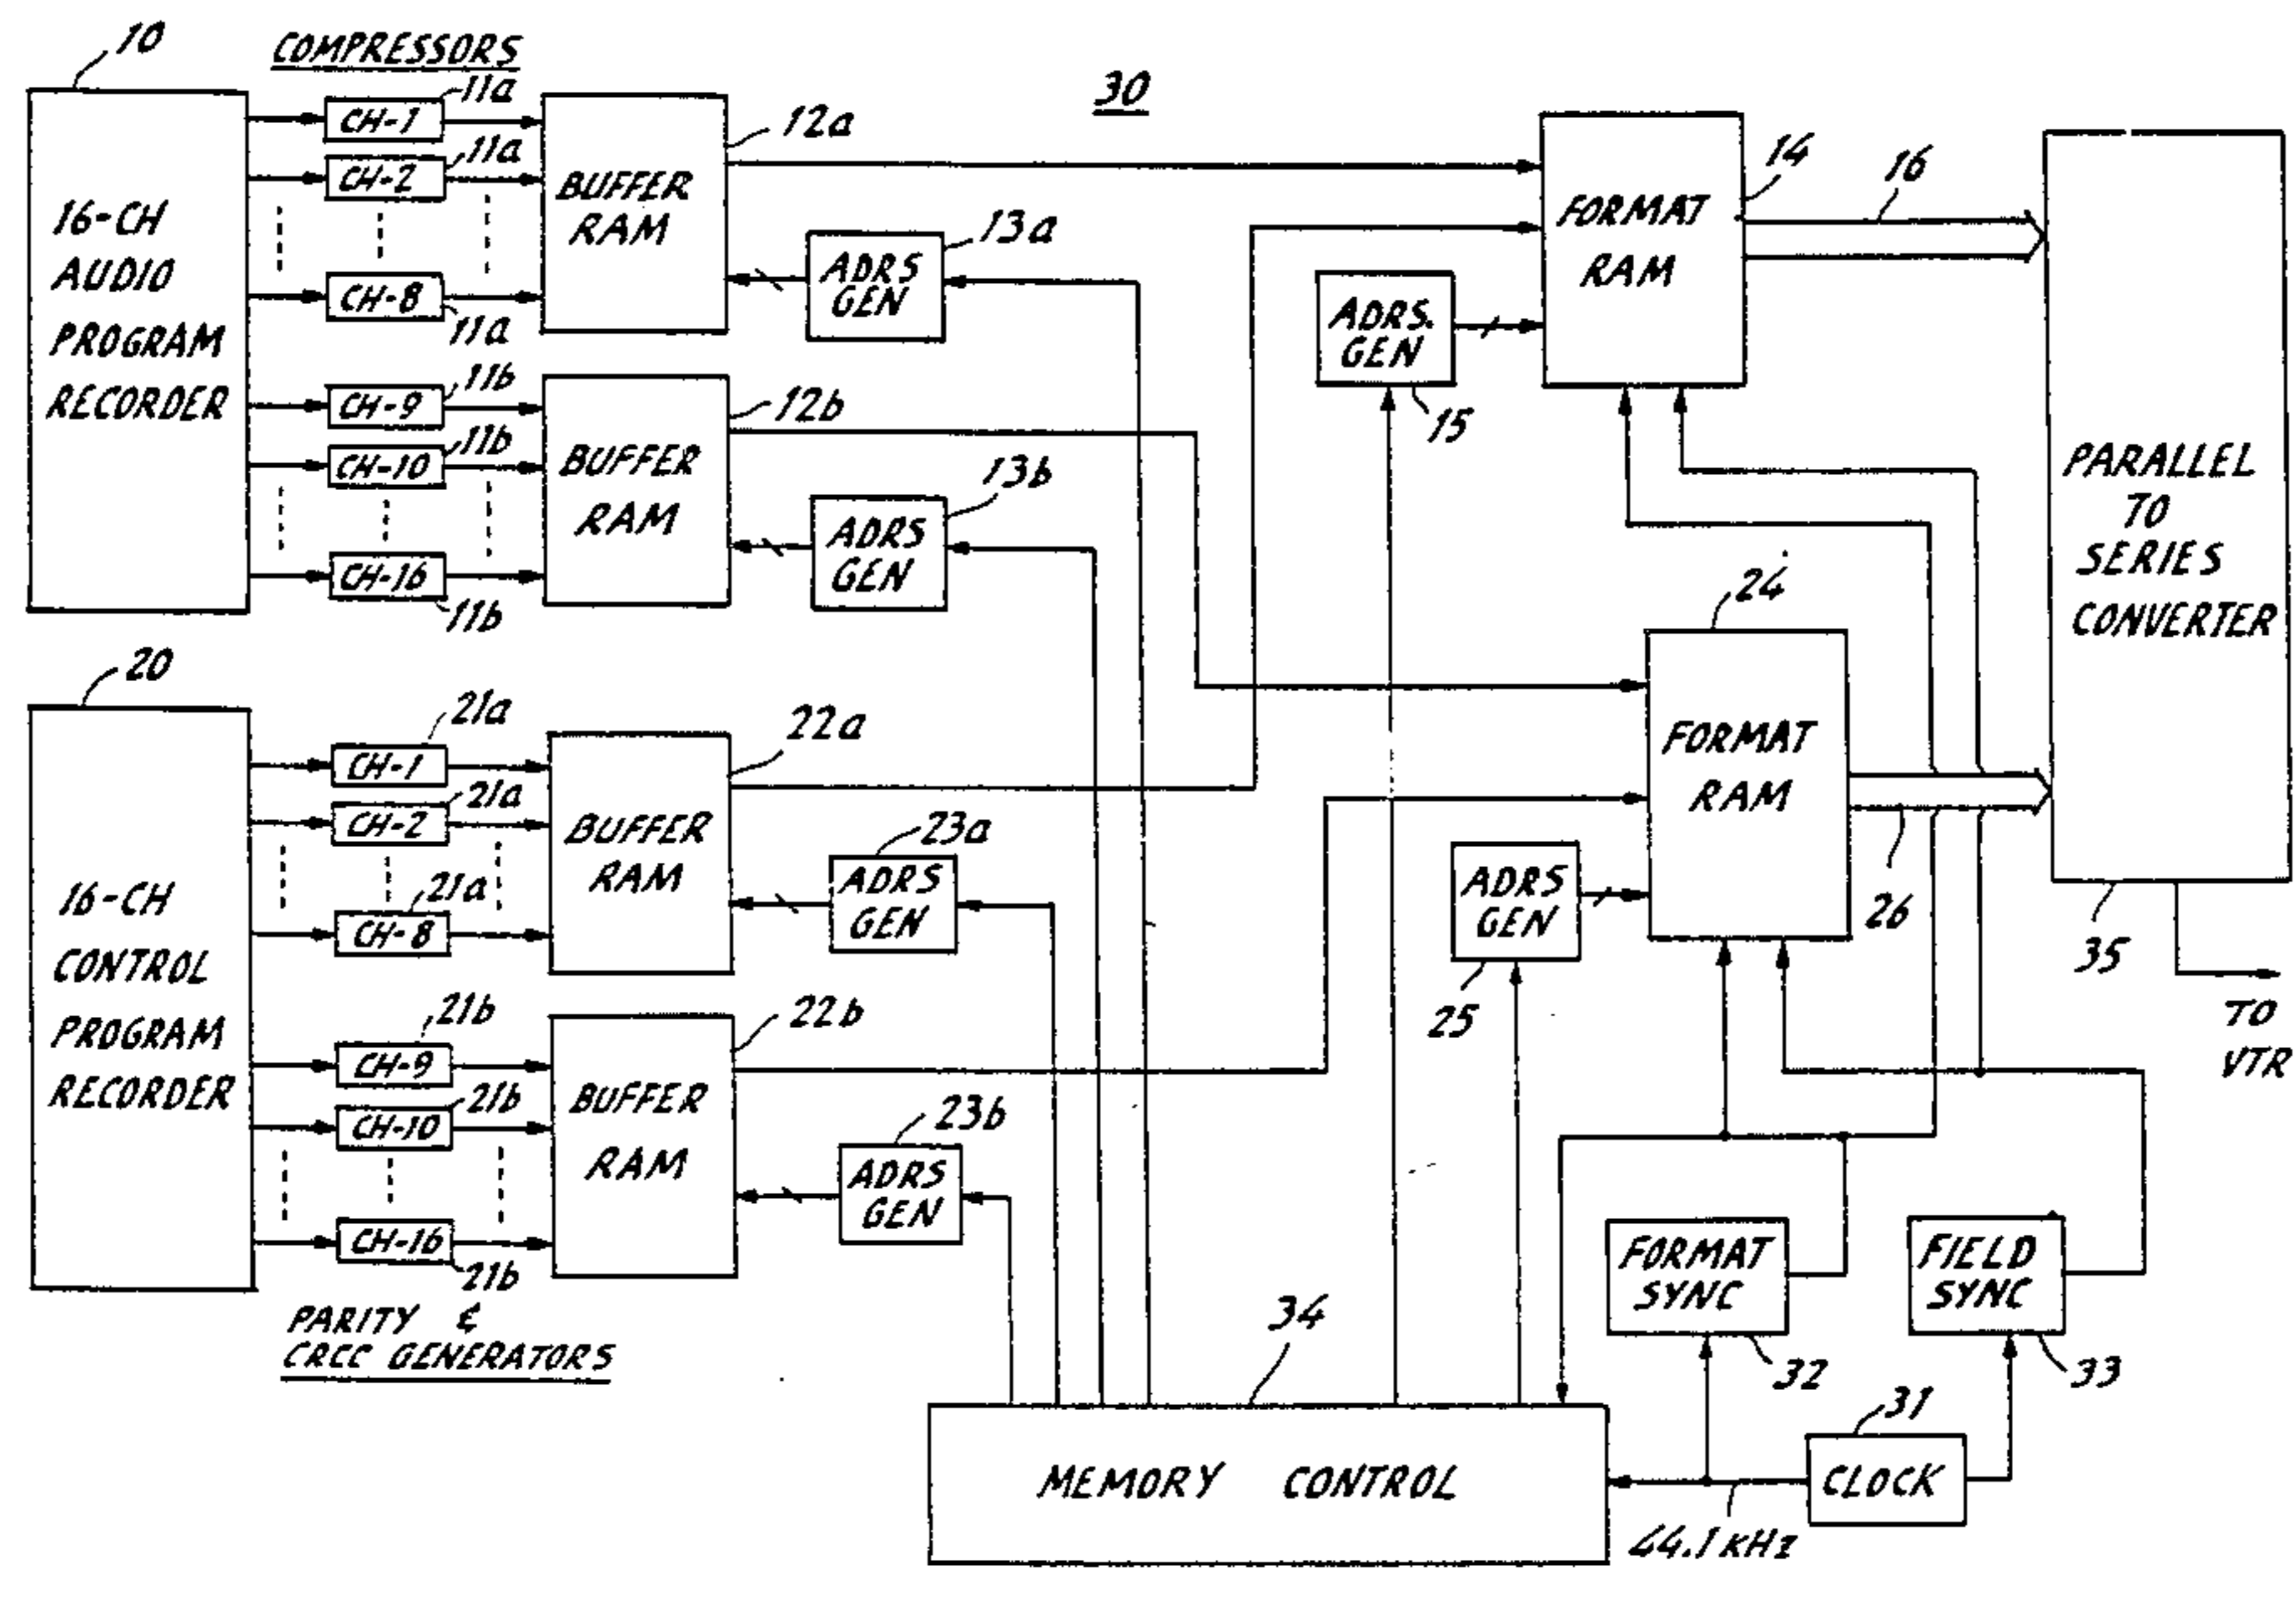 10
COMPRESSORS
30
16-CH
AUDIO
PROGRAM
RECORDER
CH-1
11a
CH-2
11a
CH-8
11a
CH-9
11b
CH-10
11b
CH-16
11b
BUFFER
RAM
12a
ADRS
GEN
13a
BUFFER
RAM
12b
ADRS
GEN
13b
FORMAT
RAM
14
16
ADRS.
GEN
15
PARALLEL
TO
SERIES
CONVERTER
35
TO
VTR
20
16-CH
CONTROL
PROGRAM
RECORDER
CH-1
21a
CH-2
21a
CH-8
21a
CH-9
21b
CH-10
21b
CH-16
21b
PARITY &
CRCC GENERATORS
BUFFER
RAM
22a
ADRS
GEN
23a
BUFFER
RAM
22b
ADRS
GEN
23b
FORMAT
RAM
24
26
ADRS
GEN
25
FORMAT
SYNC
32
FIELD
SYNC
33
MEMORY CONTROL
34
CLOCK
31
44.1 kHz